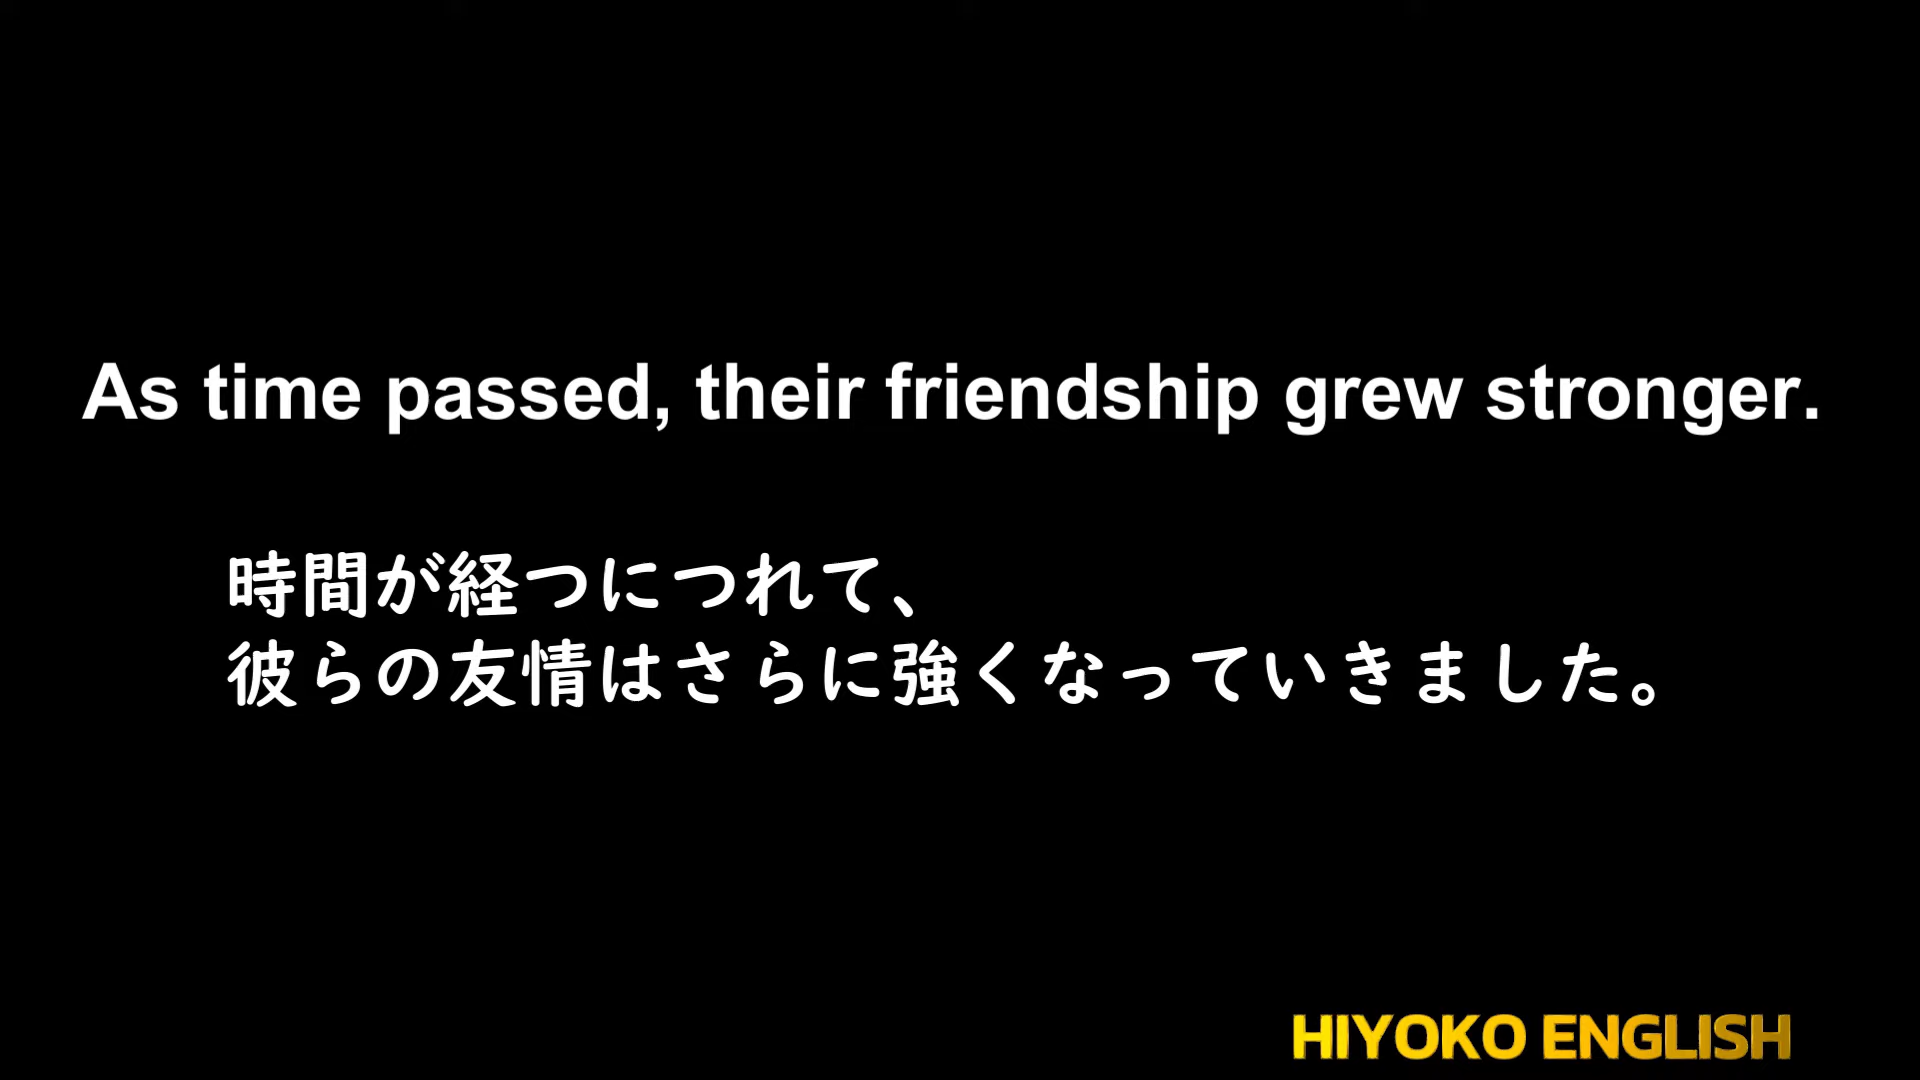 As time passed, their friendship grew stronger.
時間が経つにつれて、
彼らの友情はさらに強くなっていきました。
HIYOKO ENGLISH